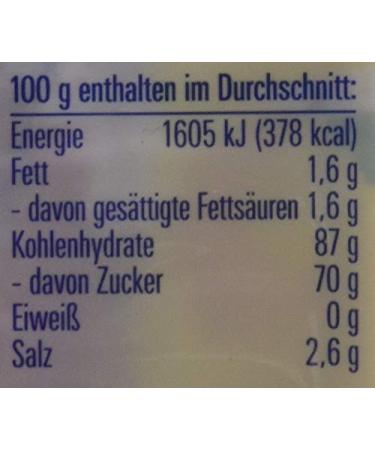 100 g enthalten im Durchschnitt:
Energie 1605 kJ (378 kcal)
Fett 1,6 g
- davon gesättigte Fettsäuren 1,6 g
Kohlenhydrate 87 g
- davon Zucker 70 g
Eiweiß 0 g
Salz 2,6 g